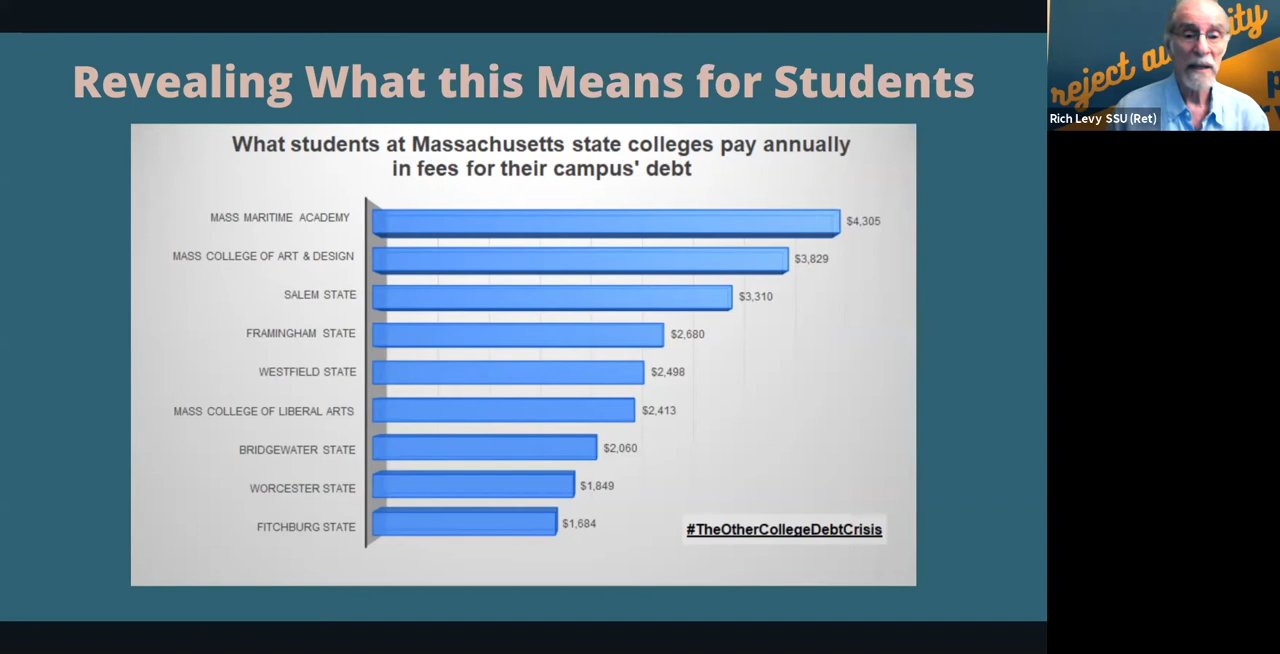 Revealing What this Means for Students
What students at Massachusetts state colleges pay annually
in fees for their campus' debt
MASS MARITIME ACADEMY $4,305
MASS COLLEGE OF ART & DESIGN $3,829
SALEM STATE $3,310
FRAMINGHAM STATE $2,680
WESTFIELD STATE $2,498
MASS COLLEGE OF LIBERAL ARTS $2,413
BRIDGEWATER STATE $2,060
WORCESTER STATE $1,849
FITCHBURG STATE $1,684
#TheOtherCollegeDebtCrisis
reject
Rich Levy SSU (Ret)